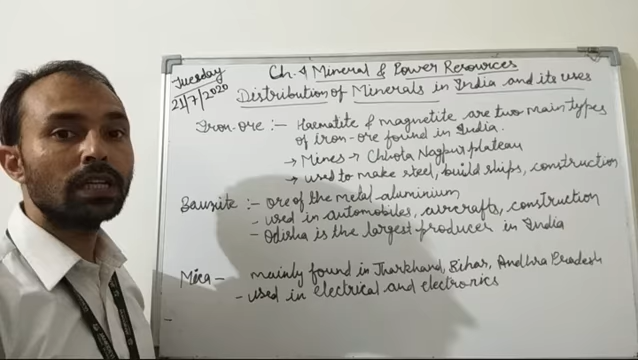 Tuesday
21/7/2020
Ch. 4 Mineral & Power Resources
Distribution of Minerals in India and its uses
Iron-ore :- Haematite & magnetite are two main types
of iron-ore found in India.
→ Mines → Chhota Nagpur plateau
→ used to make steel, build ships, construction
Bauxite :- ore of the metal aluminium
- used in automobiles, aircrafts, construction
- Odisha is the largest producer in India
Mica - mainly found in Jharkhand, Bihar, Andhra Pradesh
- used in electrical and electronics